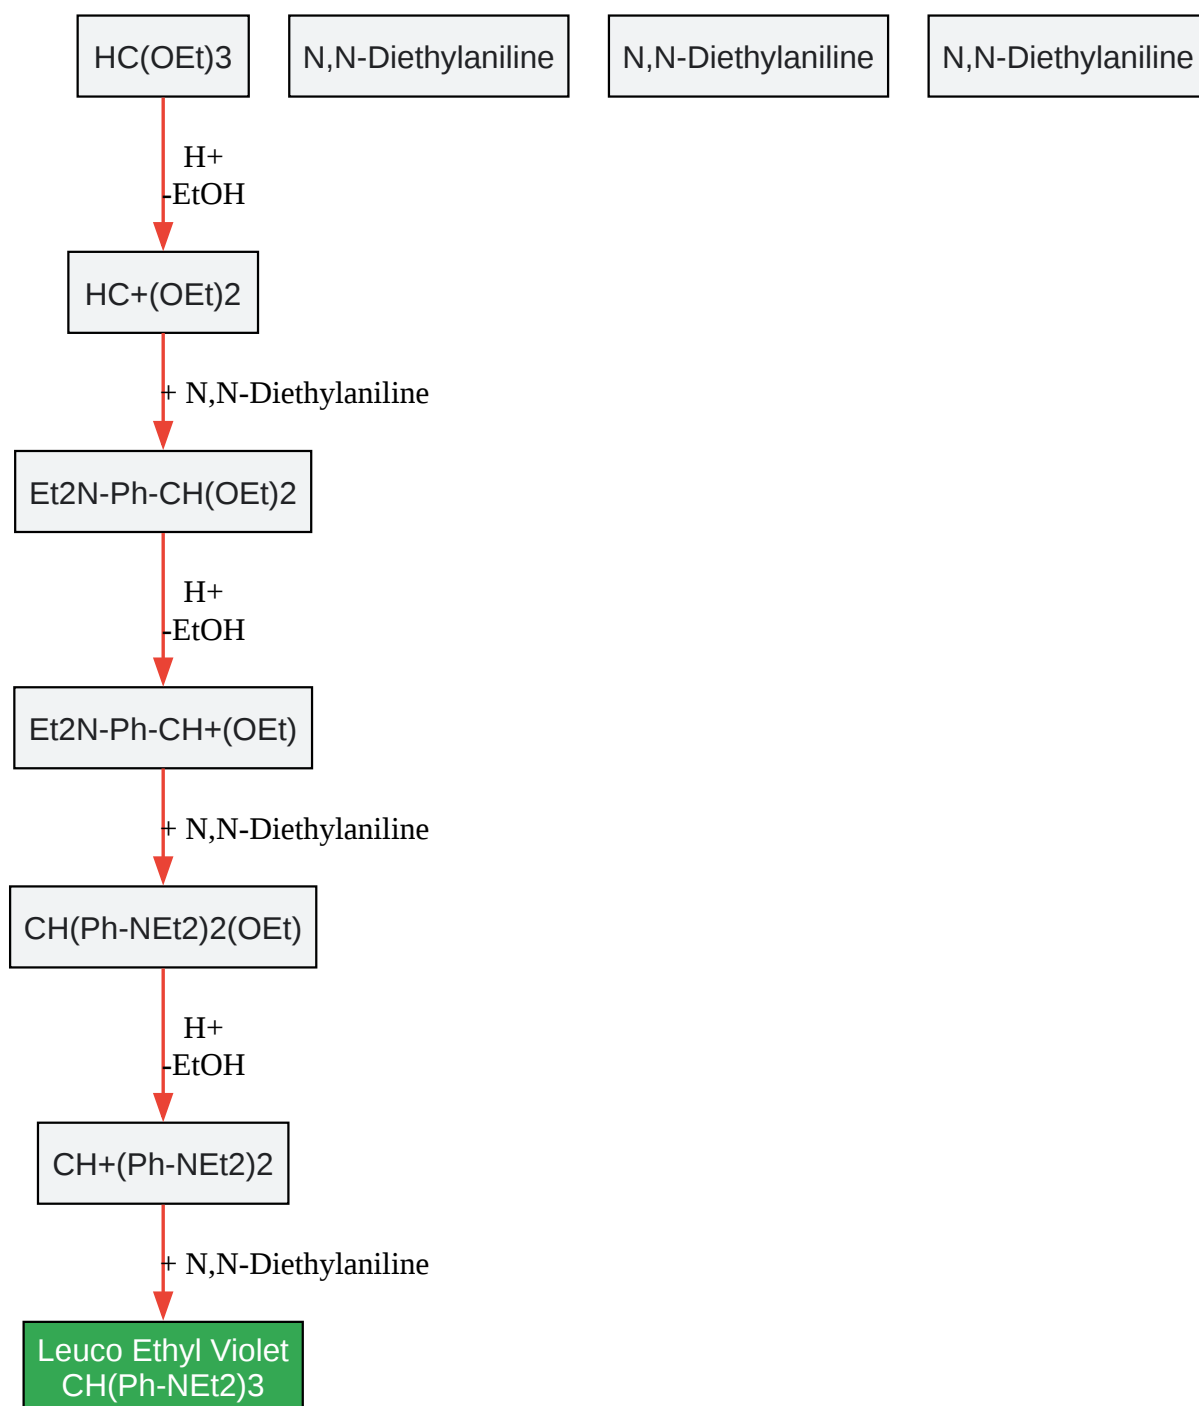 HC(OEt)3
N,N-Diethylaniline
N,N-Diethylaniline
N,N-Diethylaniline
H+
-EtOH
HC+(OEt)2
+ N,N-Diethylaniline
Et2N-Ph-CH(OEt)2
H+
-EtOH
Et2N-Ph-CH+(OEt)
+ N,N-Diethylaniline
CH(Ph-NEt2)2(OEt)
H+
-EtOH
CH+(Ph-NEt2)2
+ N,N-Diethylaniline
Leuco Ethyl Violet
CH(Ph-NEt2)3